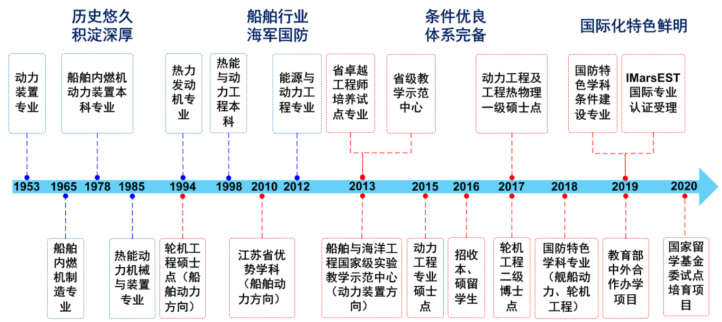 历史悠久
积淀深厚
船舶行业
海军国防
条件优良
体系完备
国际化特色鲜明
动力
装置
专业
船舶内燃机
动力装置本
科专业
热力
发动
机专
业
热能
与动
力工
程本
科
能源与
动力工
程专业
省卓越
工程师
培养试
点专业
省级教
学示范
中心
动力工程及
工程热物理
一级硕士点
国防特
色学科
条件建
设专业
IMarsEST
国际专业
认证受理
1953
1965
1978
1985
1994
1998
2010
2012
2013
2015
2016
2017
2018
2019
2020
船舶
内燃
机制
造专
业
热能动
力机械
与装置
专业
轮机工
程硕士
点（船
舶动力
方向）
江苏省优
势学科
（船舶动
力方向）
船舶与海洋工
程国家级实验
教学示范中心
（动力装置方
向）
动力
工程
专业
硕士
点
招收
本、
硕留
学生
轮机
工程
二级
博士
点
国防特色
学科专业
（舰船动
力、轮机
工程）
教育部
中外合
作办学
项目
国家留
学基金
委试点
培育项
目